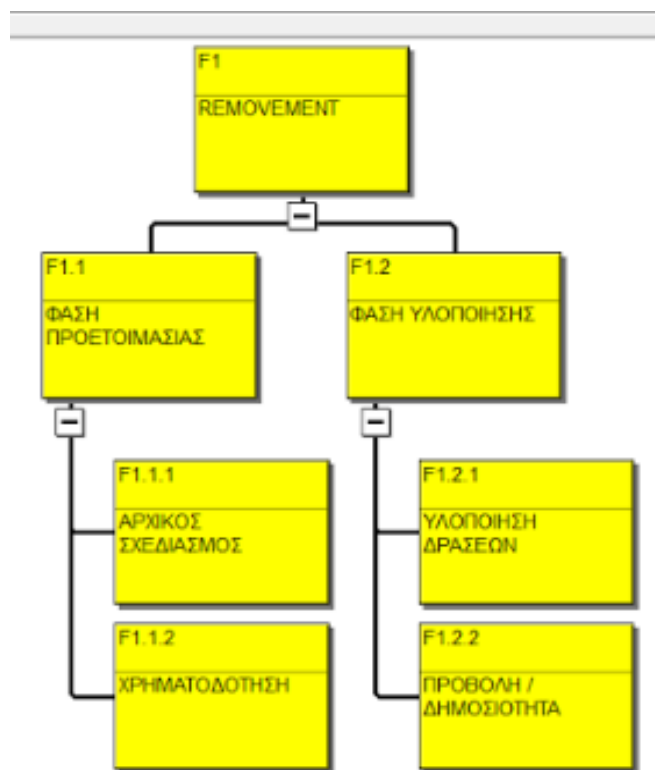 F1
REMOVEMENT
F1.1
ΦΑΣΗ
ΠΡΟΕΤΟΙΜΑΣΙΑΣ
F1.2
ΦΑΣΗ ΥΛΟΠΟΙΗΣΗΣ
F1.1.1
ΑΡΧΙΚΟΣ
ΣΧΕΔΙΑΣΜΟΣ
F1.2.1
ΥΛΟΠΟΙΗΣΗ
ΔΡΑΣΕΩΝ
F1.1.2
ΧΡΗΜΑΤΟΔΟΤΗΣΗ
F1.2.2
ΠΡΟΒΟΛΗ /
ΔΗΜΟΣΙΟΤΗΤΑ